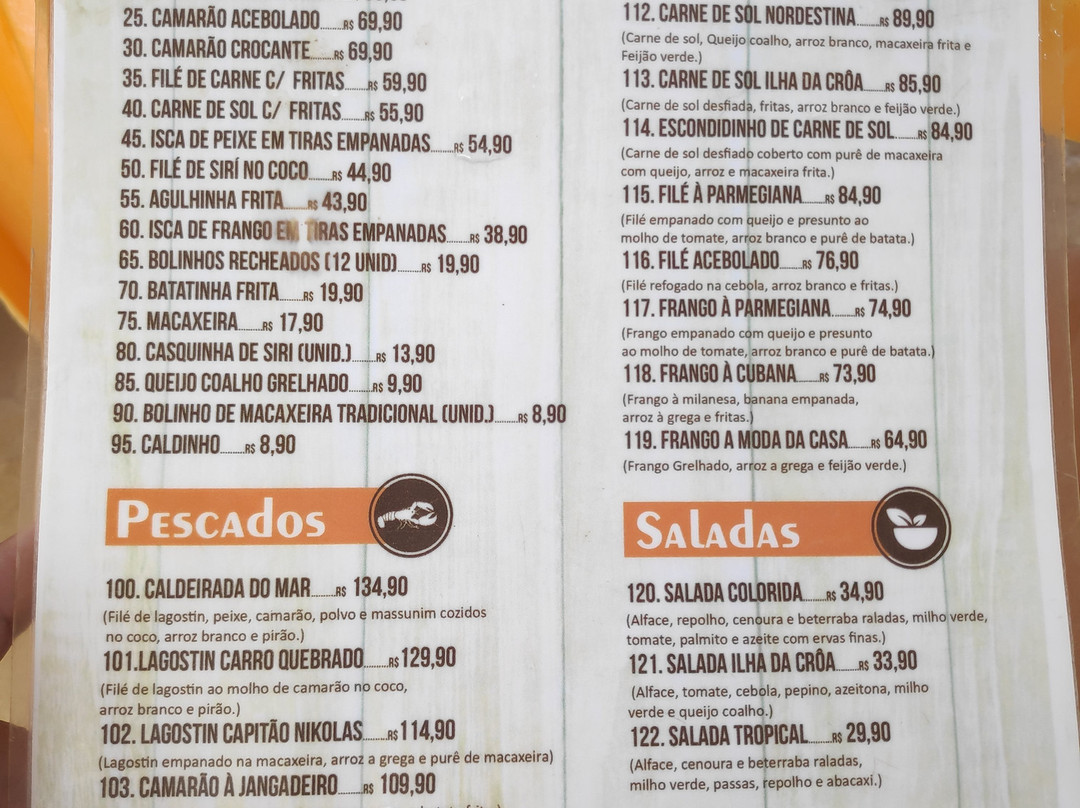 25. CAMARÃO ACEBOLADO........R$ 69,90
30. CAMARÃO CROCANTE......R$ 69,90
35. FILÉ DE CARNE C/ FRITAS........R$ 59,90
40. CARNE DE SOL C/ FRITAS.......R$ 55,90
45. ISCA DE PEIXE EM TIRAS EMPANADAS........R$ 54,90
50. FILÉ DE SIRÍ NO COCO........R$ 44,90
55. AGULHINHA FRITA........R$ 43,90
60. ISCA DE FRANGO EM TIRAS EMPANADAS........R$ 38,90
65. BOLINHOS RECHEADOS (12 UNID)........R$ 19,90
70. BATATINHA FRITA........R$ 19,90
75. MACAXEIRA........R$ 17,90
80. CASQUINHA DE SIRI (UNID.)........R$ 13,90
85. QUEIJO COALHO GRELHADO........R$ 9,90
90. BOLINHO DE MACAXEIRA TRADICIONAL (UNID.)........R$ 8,90
95. CALDINHO........R$ 8,90
PESCADOS
100. CALDEIRADA DO MAR........R$ 134,90
(Filé de lagostin, peixe, camarão, polvo e massunim cozidos
no coco, arroz branco e pirão.)
101.LAGOSTIN CARRO QUEBRADO........R$ 129,90
(Filé de lagostin ao molho de camarão no coco,
arroz branco e pirão.)
102. LAGOSTIN CAPITÃO NIKOLAS........R$ 114,90
(Lagostin empanado na macaxeira, arroz a grega e purê de macaxeira)
103. CAMARÃO À JANGADEIRO........R$ 109,90
112. CARNE DE SOL NORDESTINA........R$ 89,90
(Carne de sol, Queijo coalho, arroz branco, macaxeira frita e
Feijão verde.)
113. CARNE DE SOL ILHA DA CRÔA........R$ 85,90
(Carne de sol desfiada, fritas, arroz branco e feijão verde.)
114. ESCONDIDINHO DE CARNE DE SOL........R$ 84,90
(Carne de sol desfiado coberto com purê de macaxeira
com queijo, arroz e macaxeira frita.)
115. FILÉ À PARMEGIANA........R$ 84,90
(Filé empanado com queijo e presunto ao
molho de tomate, arroz branco e purê de batata.)
116. FILÉ ACEBOLADO........R$ 76,90
(Filé refogado na cebola, arroz branco e fritas.)
117. FRANGO À PARMEGIANA........R$ 74,90
(Frango empanado com queijo e presunto
ao molho de tomate, arroz branco e purê de batata.)
118. FRANGO À CUBANA.......R$ 73,90
(Frango à milanesa, banana empanada,
arroz à grega e fritas.)
119. FRANGO A MODA DA CASA.......R$ 64,90
(Frango Grelhado, arroz a grega e feijão verde.)
SALADAS
120. SALADA COLORIDA........R$ 34,90
(Alface, repolho, cenoura e beterraba raladas, milho verde,
tomate, palmito e azeite com ervas finas.)
121. SALADA ILHA DA CRÔA........R$ 33,90
(Alface, tomate, cebola, pepino, azeitona, milho
verde e queijo coalho.)
122. SALADA TROPICAL........R$ 29,90
(Alface, cenoura e beterraba raladas,
milho verde, passas, repolho e abacaxi.)